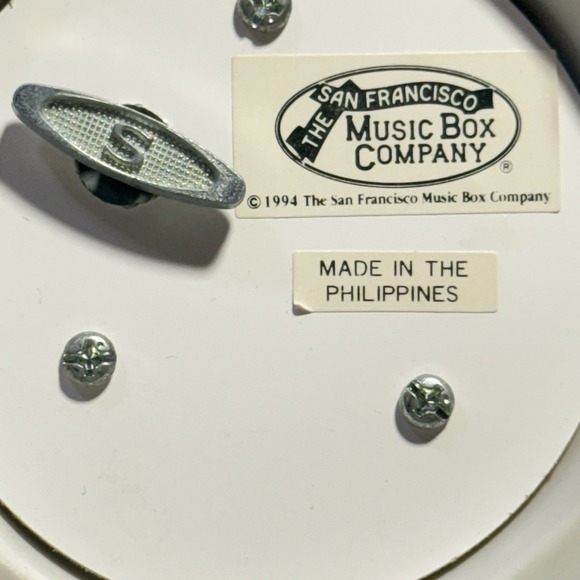 THE SAN FRANCISCO
MUSIC BOX
COMPANY ®
© 1994 The San Francisco Music Box Company
S
MADE IN THE
PHILIPPINES